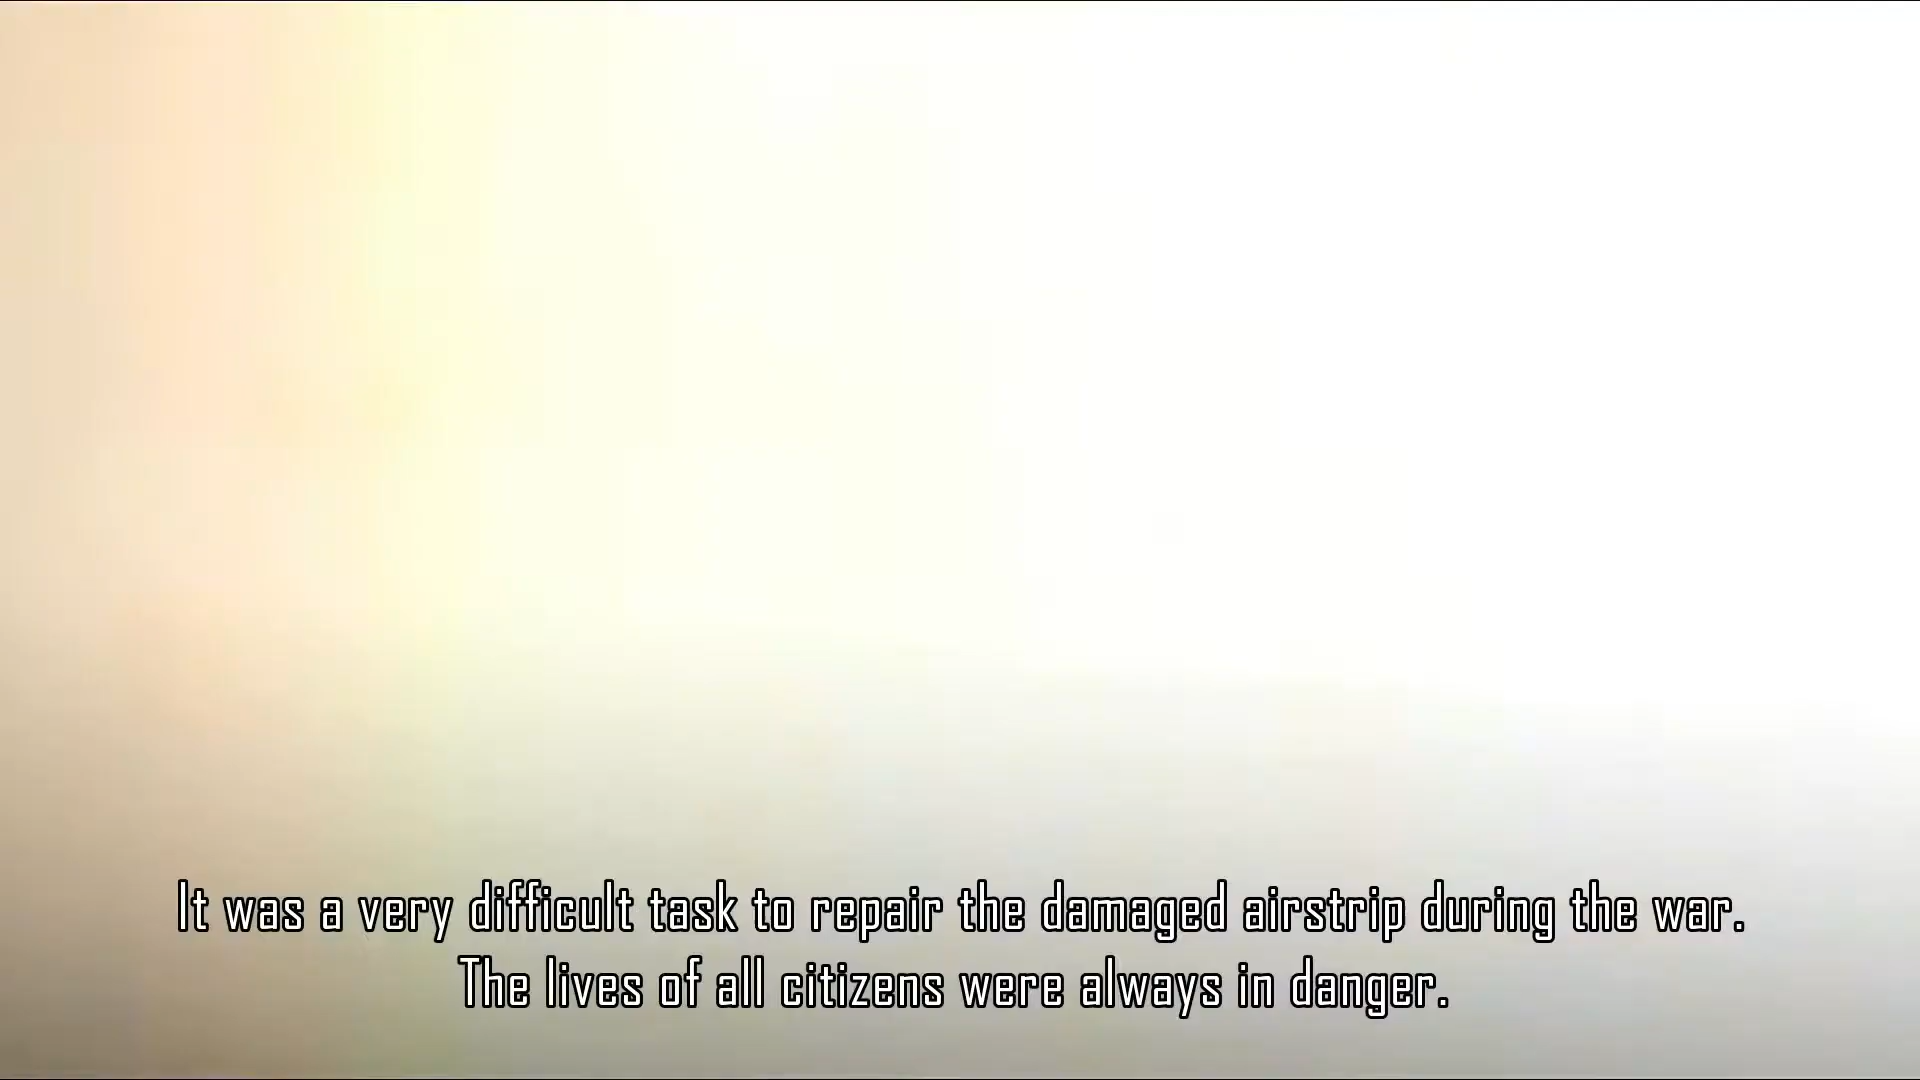 It was a very difficult task to repair the damaged airstrip during the war.
The lives of all citizens were always in danger.